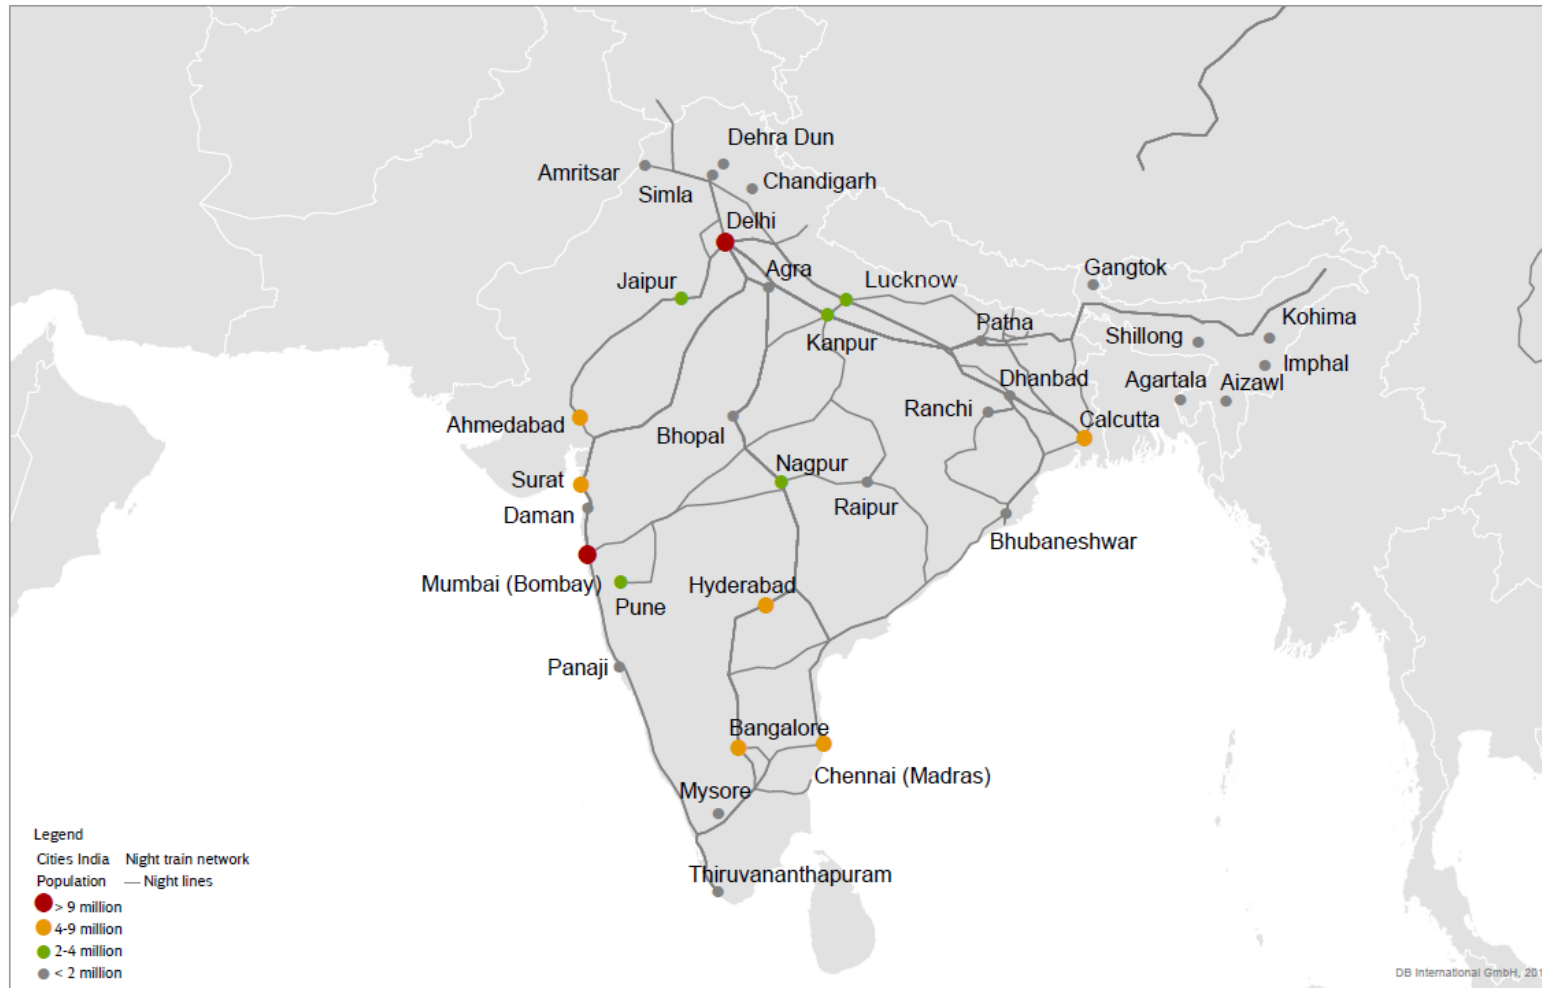 Dehra Dun
Amritsar
Simla
Chandigarh
Delhi
Agra
Jaipur
Lucknow
Gangtok
Kanpur
Patna
Kohima
Shillong
Imphal
Dhanbad
Agartala
Aizawl
Ranchi
Calcutta
Ahmedabad
Bhopal
Nagpur
Surat
Daman
Raipur
Bhubaneshwar
Mumbai (Bombay)
Hyderabad
Pune
Panaji
Bangalore
Chennai (Madras)
Mysore
Thiruvananthapuram
Legend
Cities India Night train network
Population — Night lines
> 9 million
4-9 million
2-4 million
< 2 million
DB International GmbH, 201